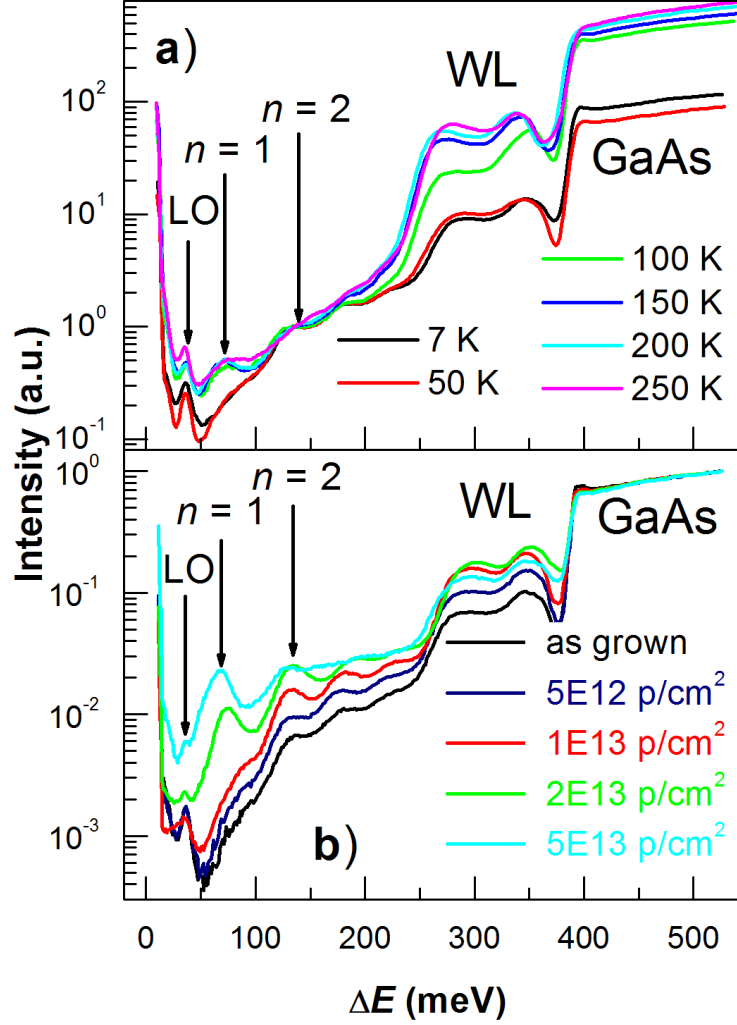 a)
WL
n = 2
n = 1
LO
GaAs
100 K
150 K
200 K
250 K
7 K
50 K
10²
10¹
10⁰
10⁻¹
Intensity (a.u.)
10⁰
10⁻¹
10⁻²
10⁻³
n = 2
n = 1
LO
WL
GaAs
as grown
5E12 p/cm²
1E13 p/cm²
2E13 p/cm²
5E13 p/cm²
b)
0 100 200 300 400 500
ΔE (meV)